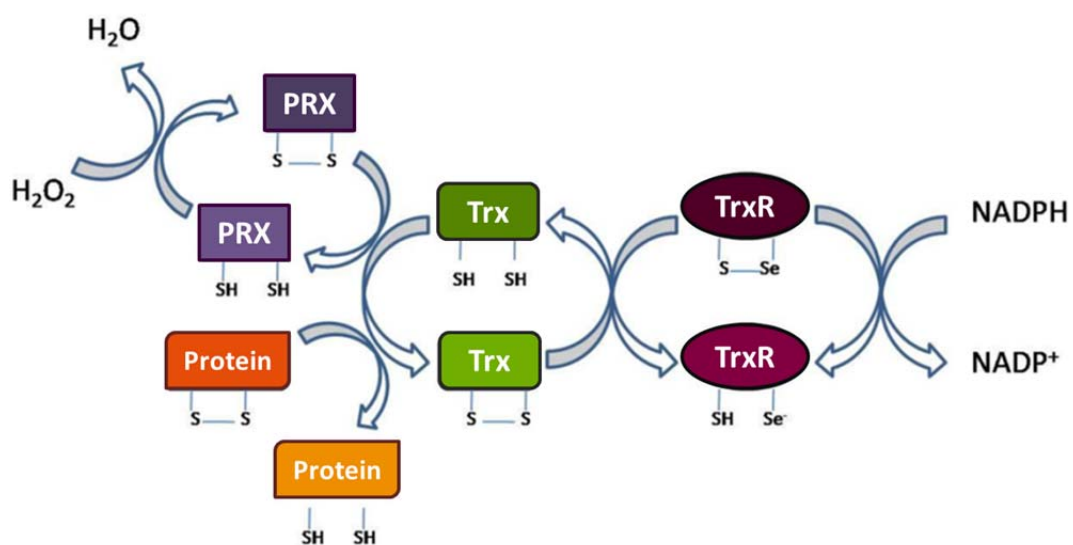 H₂O
PRX
S S
H₂O₂
PRX
SH SH
Protein
S S
Protein
SH SH
Trx
SH SH
Trx
S S
TrxR
S Se
TrxR
SH Se⁻
NADPH
NADP⁺